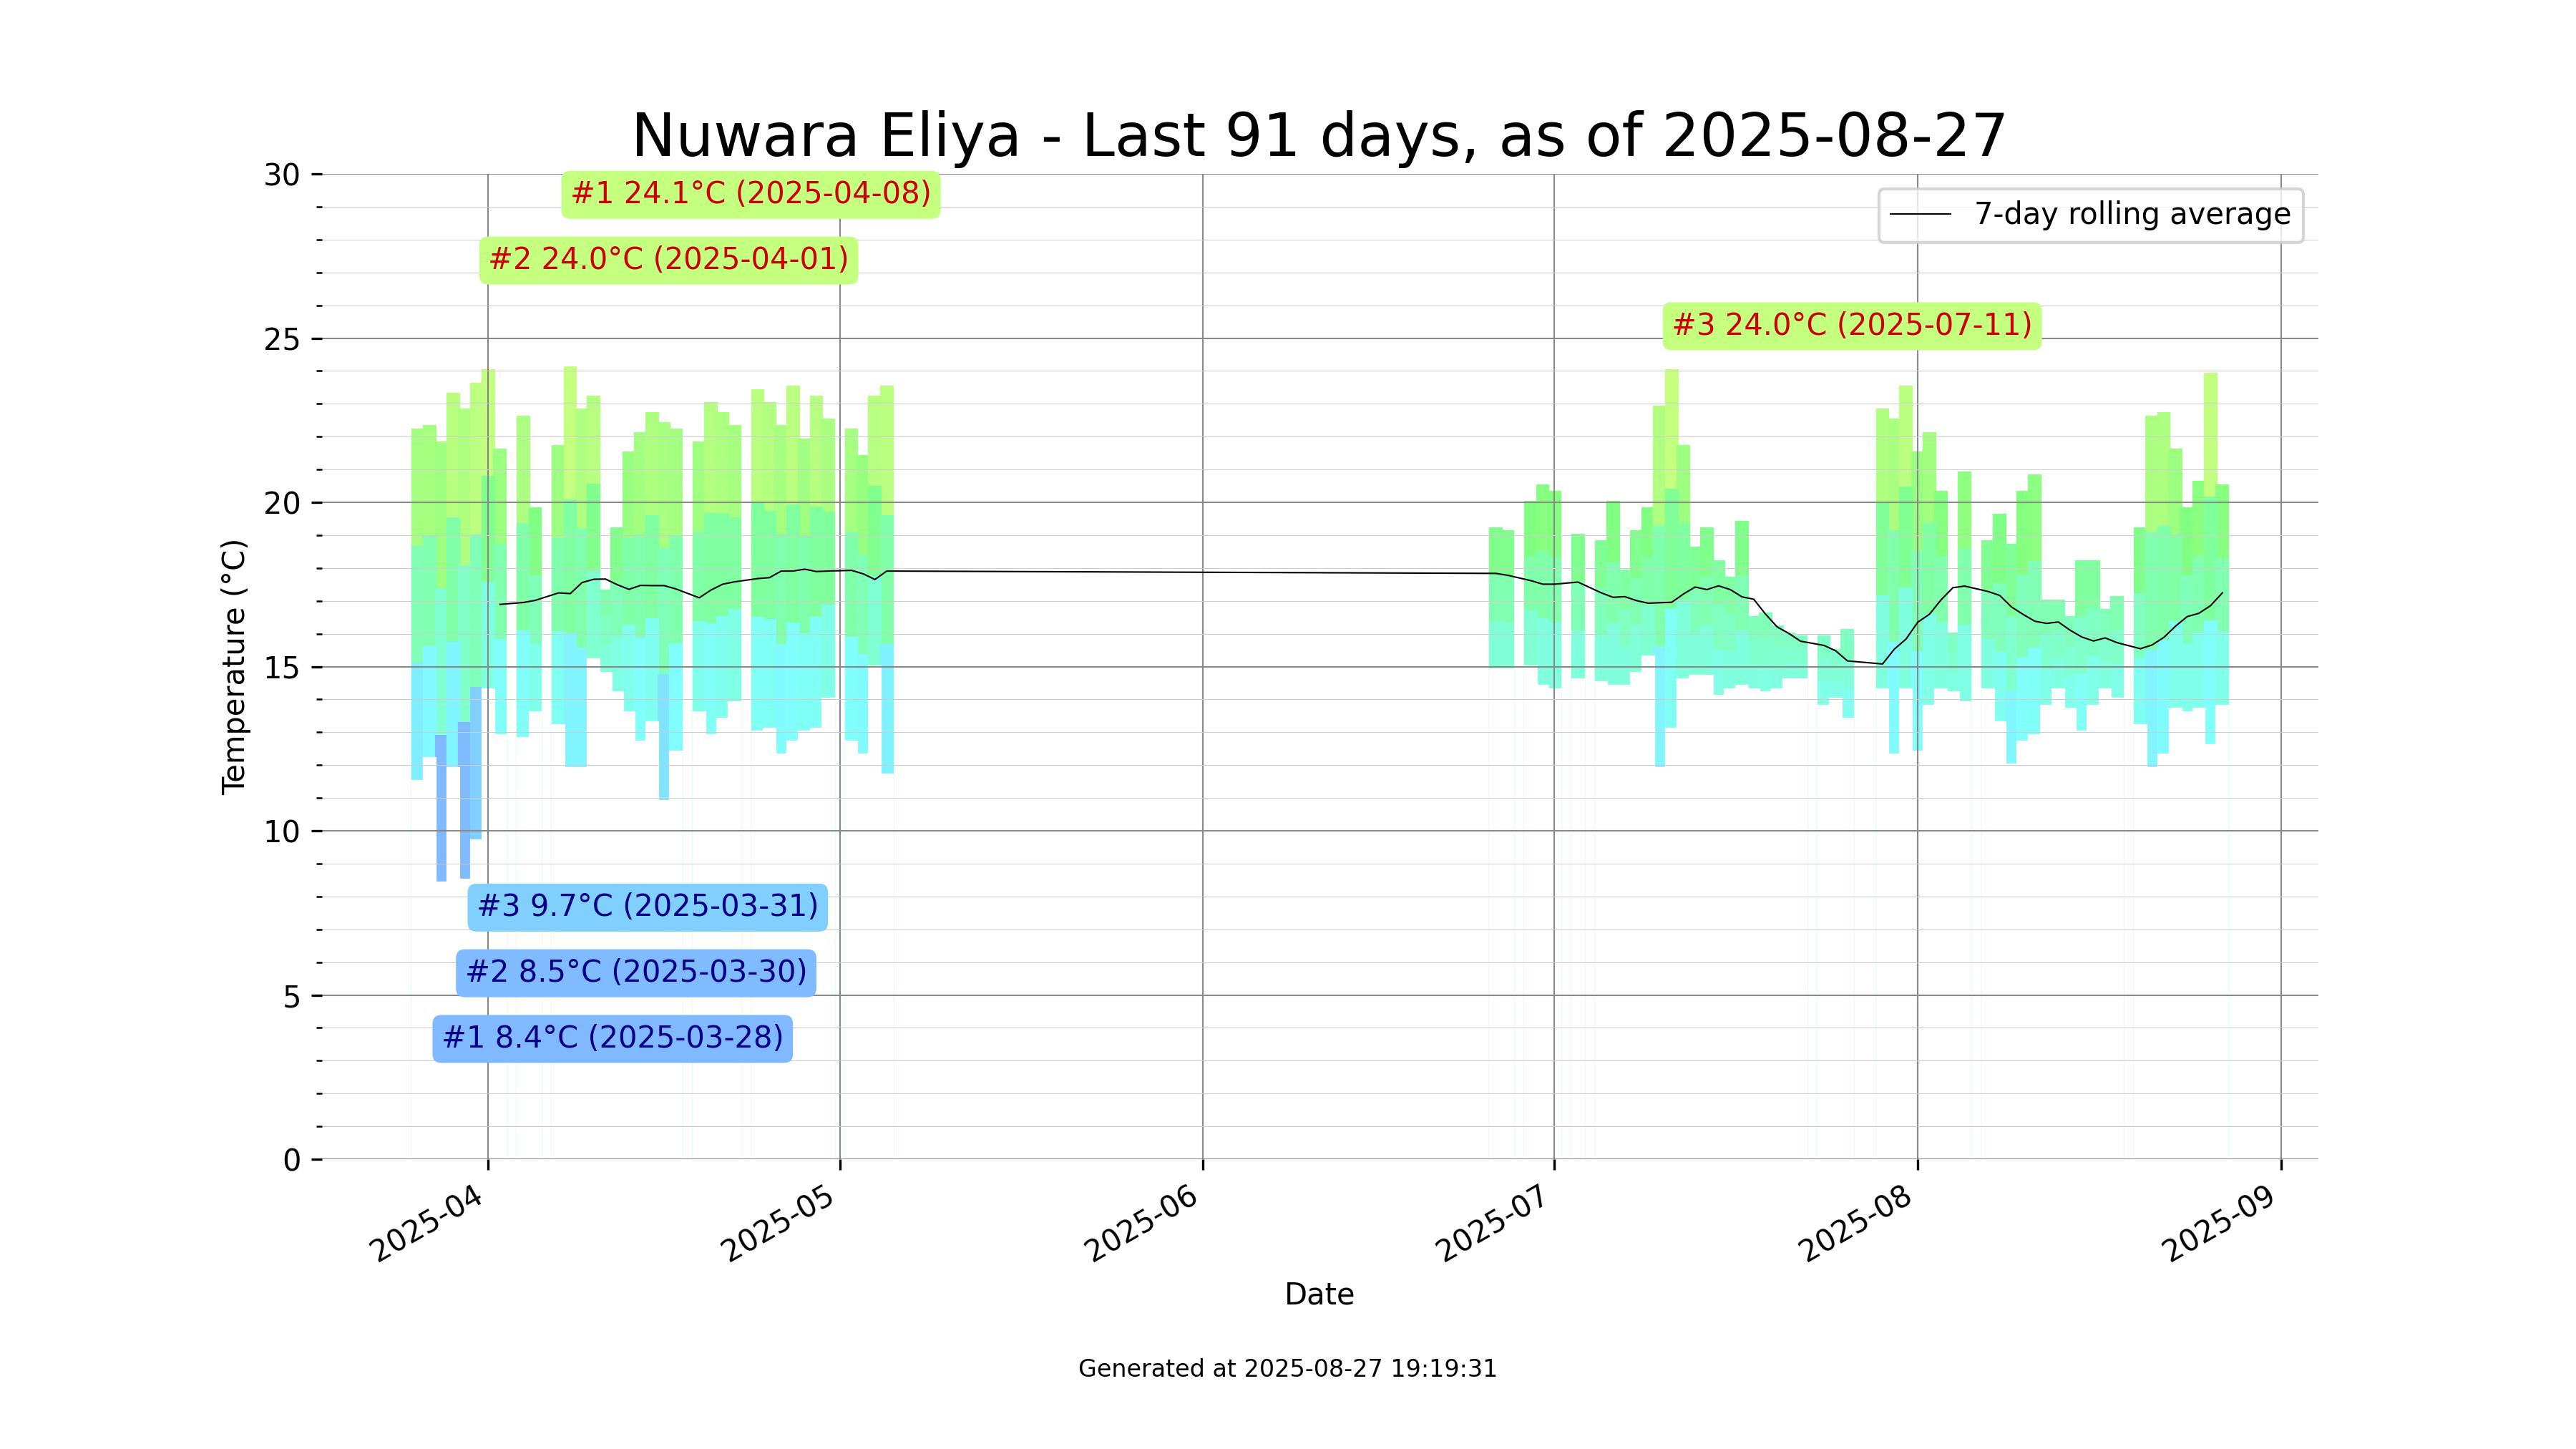 Nuwara Eliya - Last 91 days, as of 2025-08-27
30
#1 24.1°C (2025-04-08)
7-day rolling average
#2 24.0°C (2025-04-01)
#3 24.0°C (2025-07-11)
25
20
15
10
5
0
Temperature (°C)
#3 9.7°C (2025-03-31)
#2 8.5°C (2025-03-30)
#1 8.4°C (2025-03-28)
2025-04
2025-05
2025-06
2025-07
2025-08
2025-09
Date
Generated at 2025-08-27 19:19:31